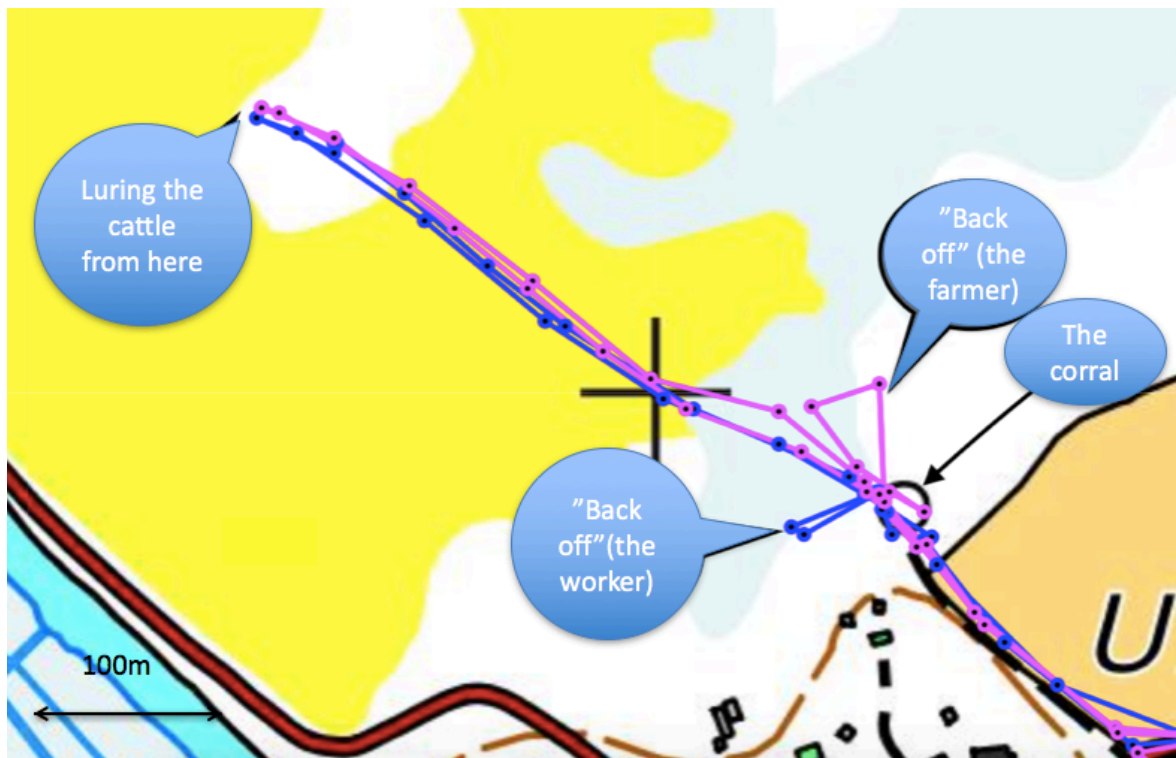 Luring the
cattle
from here
”Back
off” (the
farmer)
The
corral
”Back
off”(the
worker)
100m
U